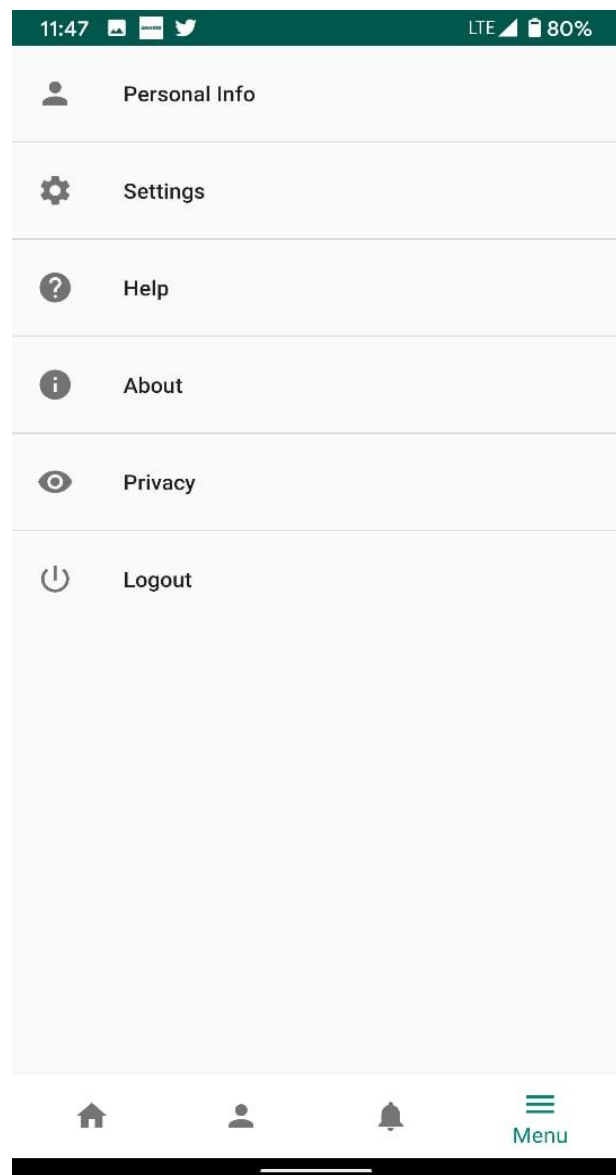 11:47 LTE 80%
Personal Info
Settings
Help
About
Privacy
Logout
Menu